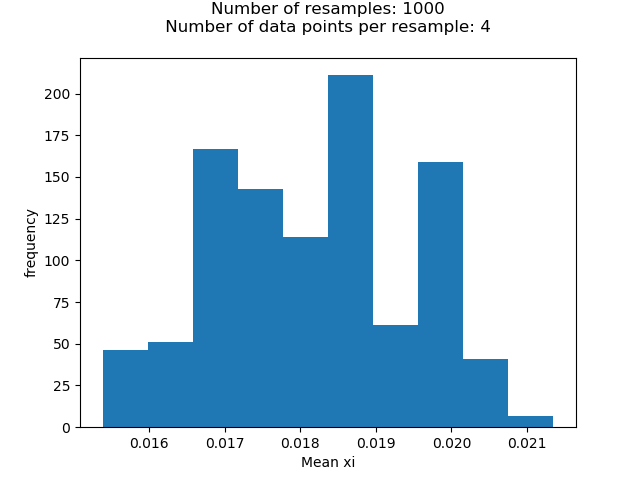 Number of resamples: 1000
Number of data points per resample: 4
200
175
150
125
100
75
50
25
0
frequency
0.016 0.017 0.018 0.019 0.020 0.021
Mean xi